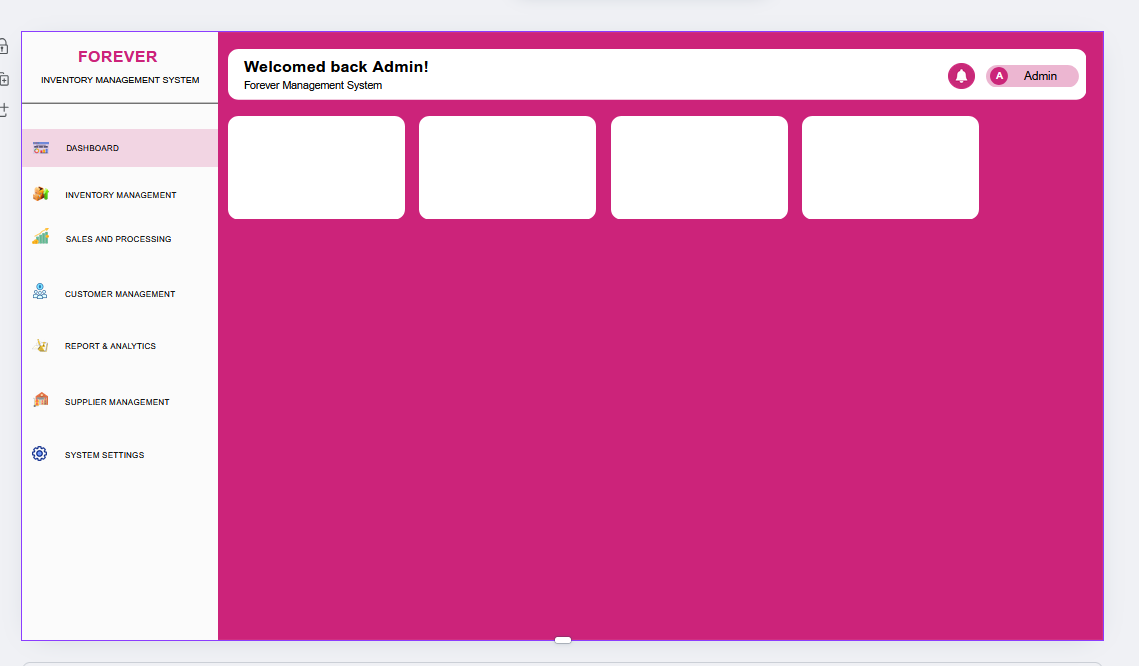 FOREVER
INVENTORY MANAGEMENT SYSTEM
DASHBOARD
INVENTORY MANAGEMENT
SALES AND PROCESSING
CUSTOMER MANAGEMENT
REPORT & ANALYTICS
SUPPLIER MANAGEMENT
SYSTEM SETTINGS
Welcomed back Admin!
Forever Management System
A Admin